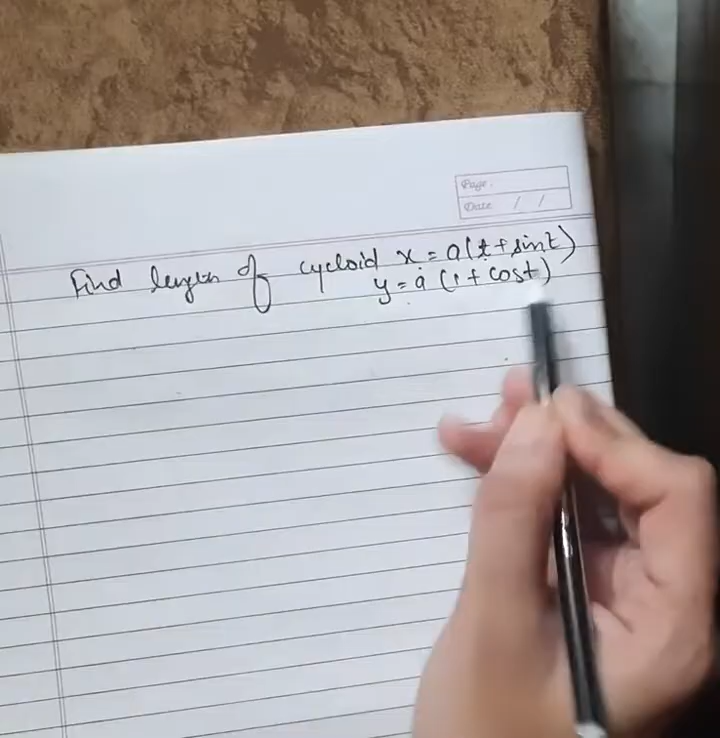 Page :
Date / /
Find length of cycloid x = a(t + sint)
y = a (1 + cost)